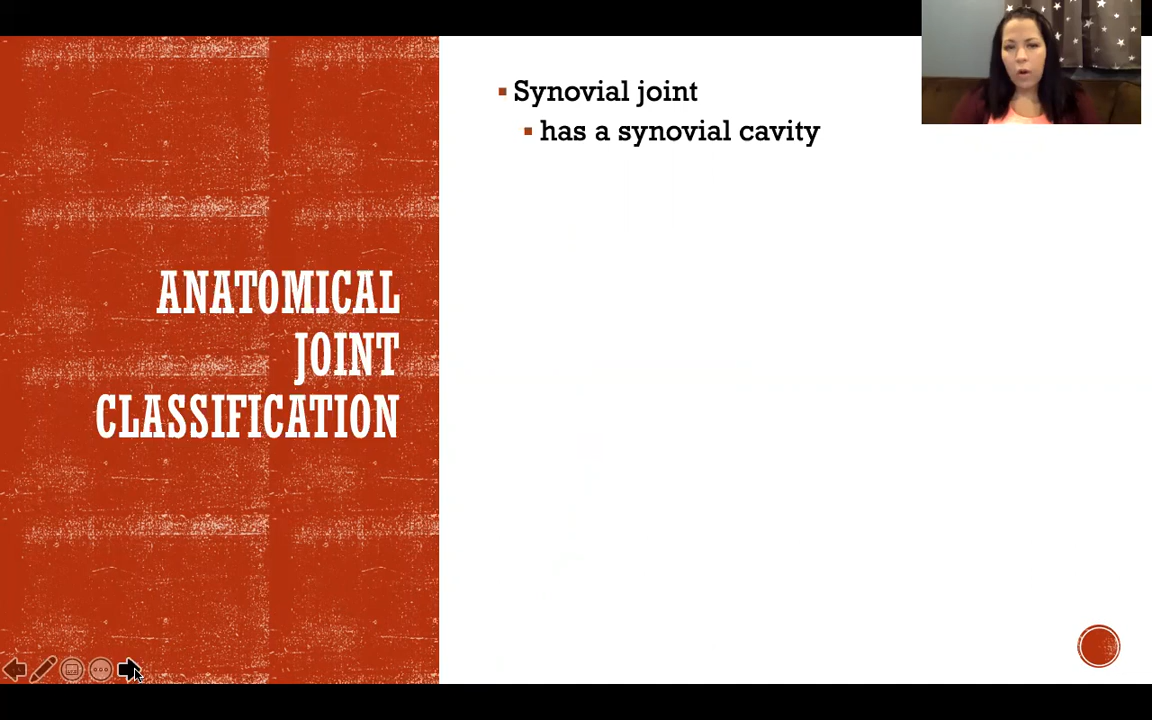 ANATOMICAL
JOINT
CLASSIFICATION
Synovial joint
has a synovial cavity